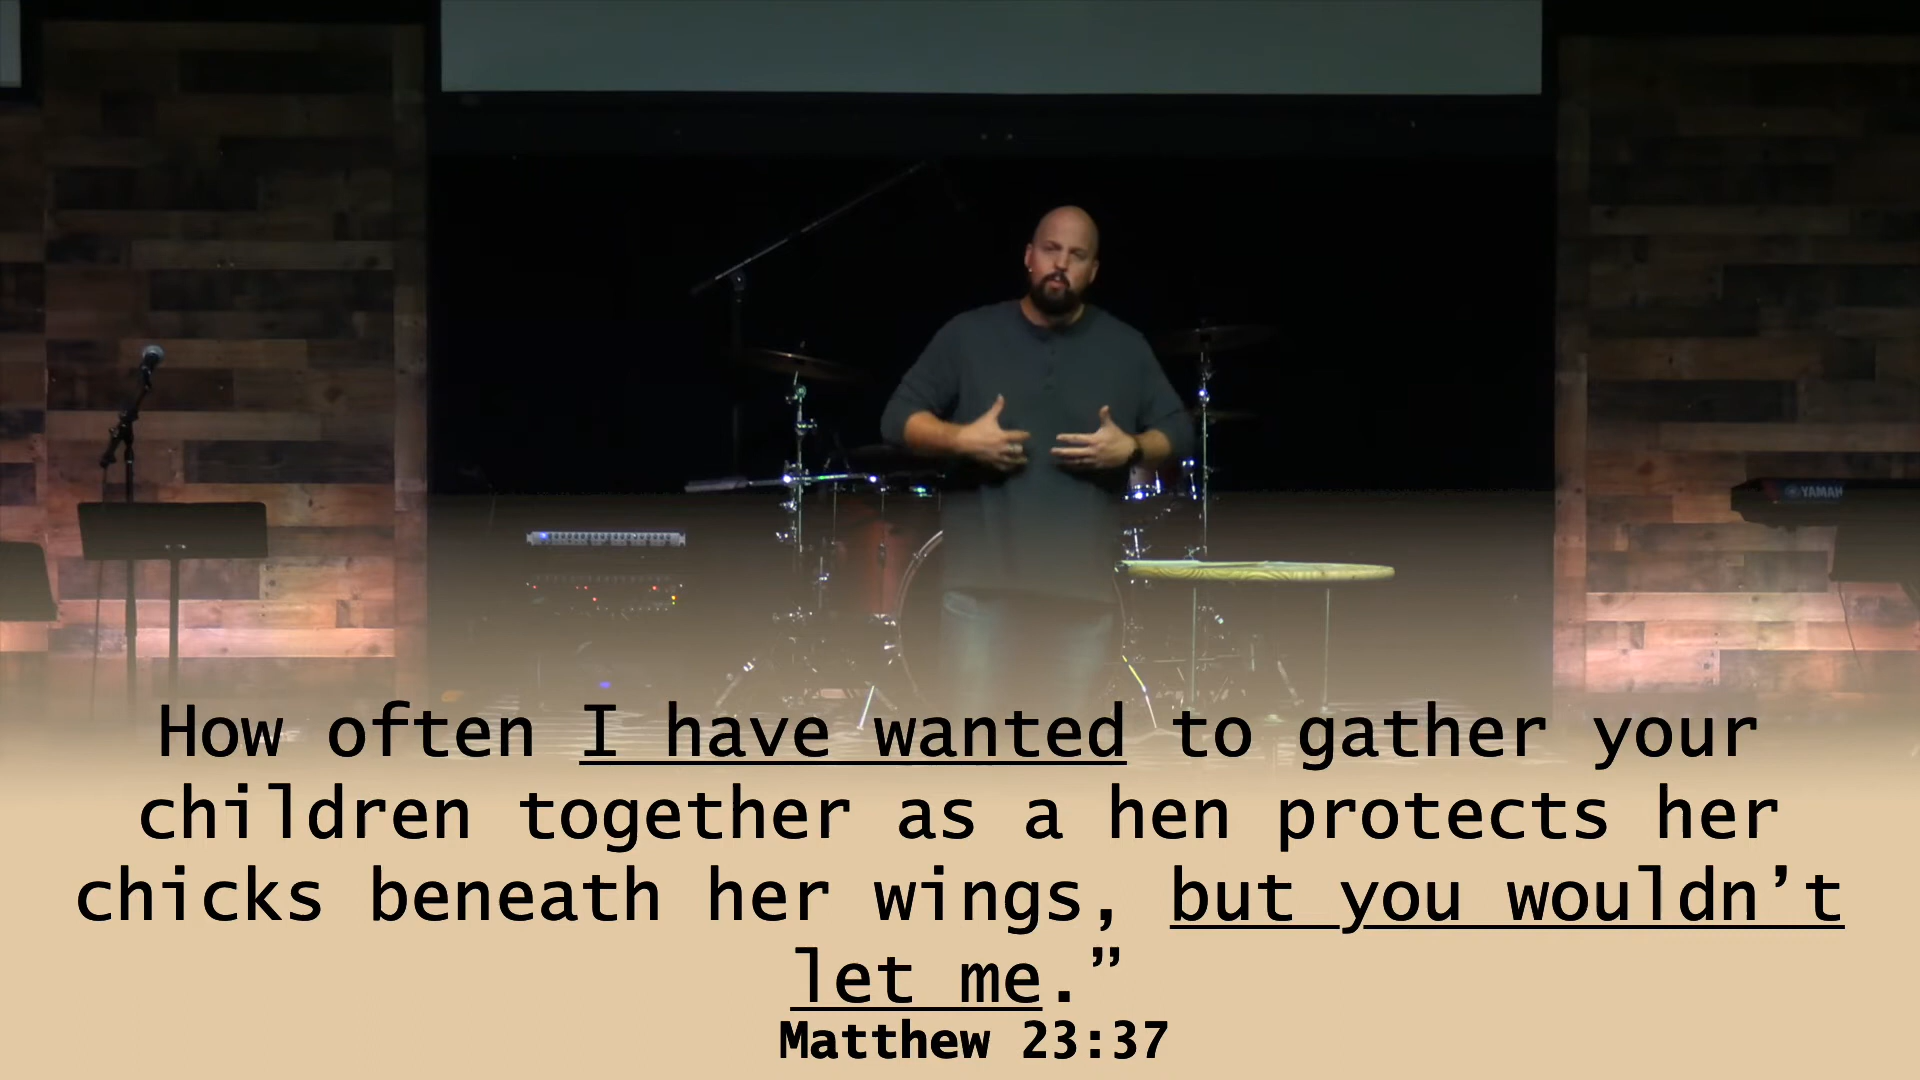 YAMAHA
How often I have wanted to gather your
children together as a hen protects her
chicks beneath her wings, but you wouldn’t
let me.”
Matthew 23:37